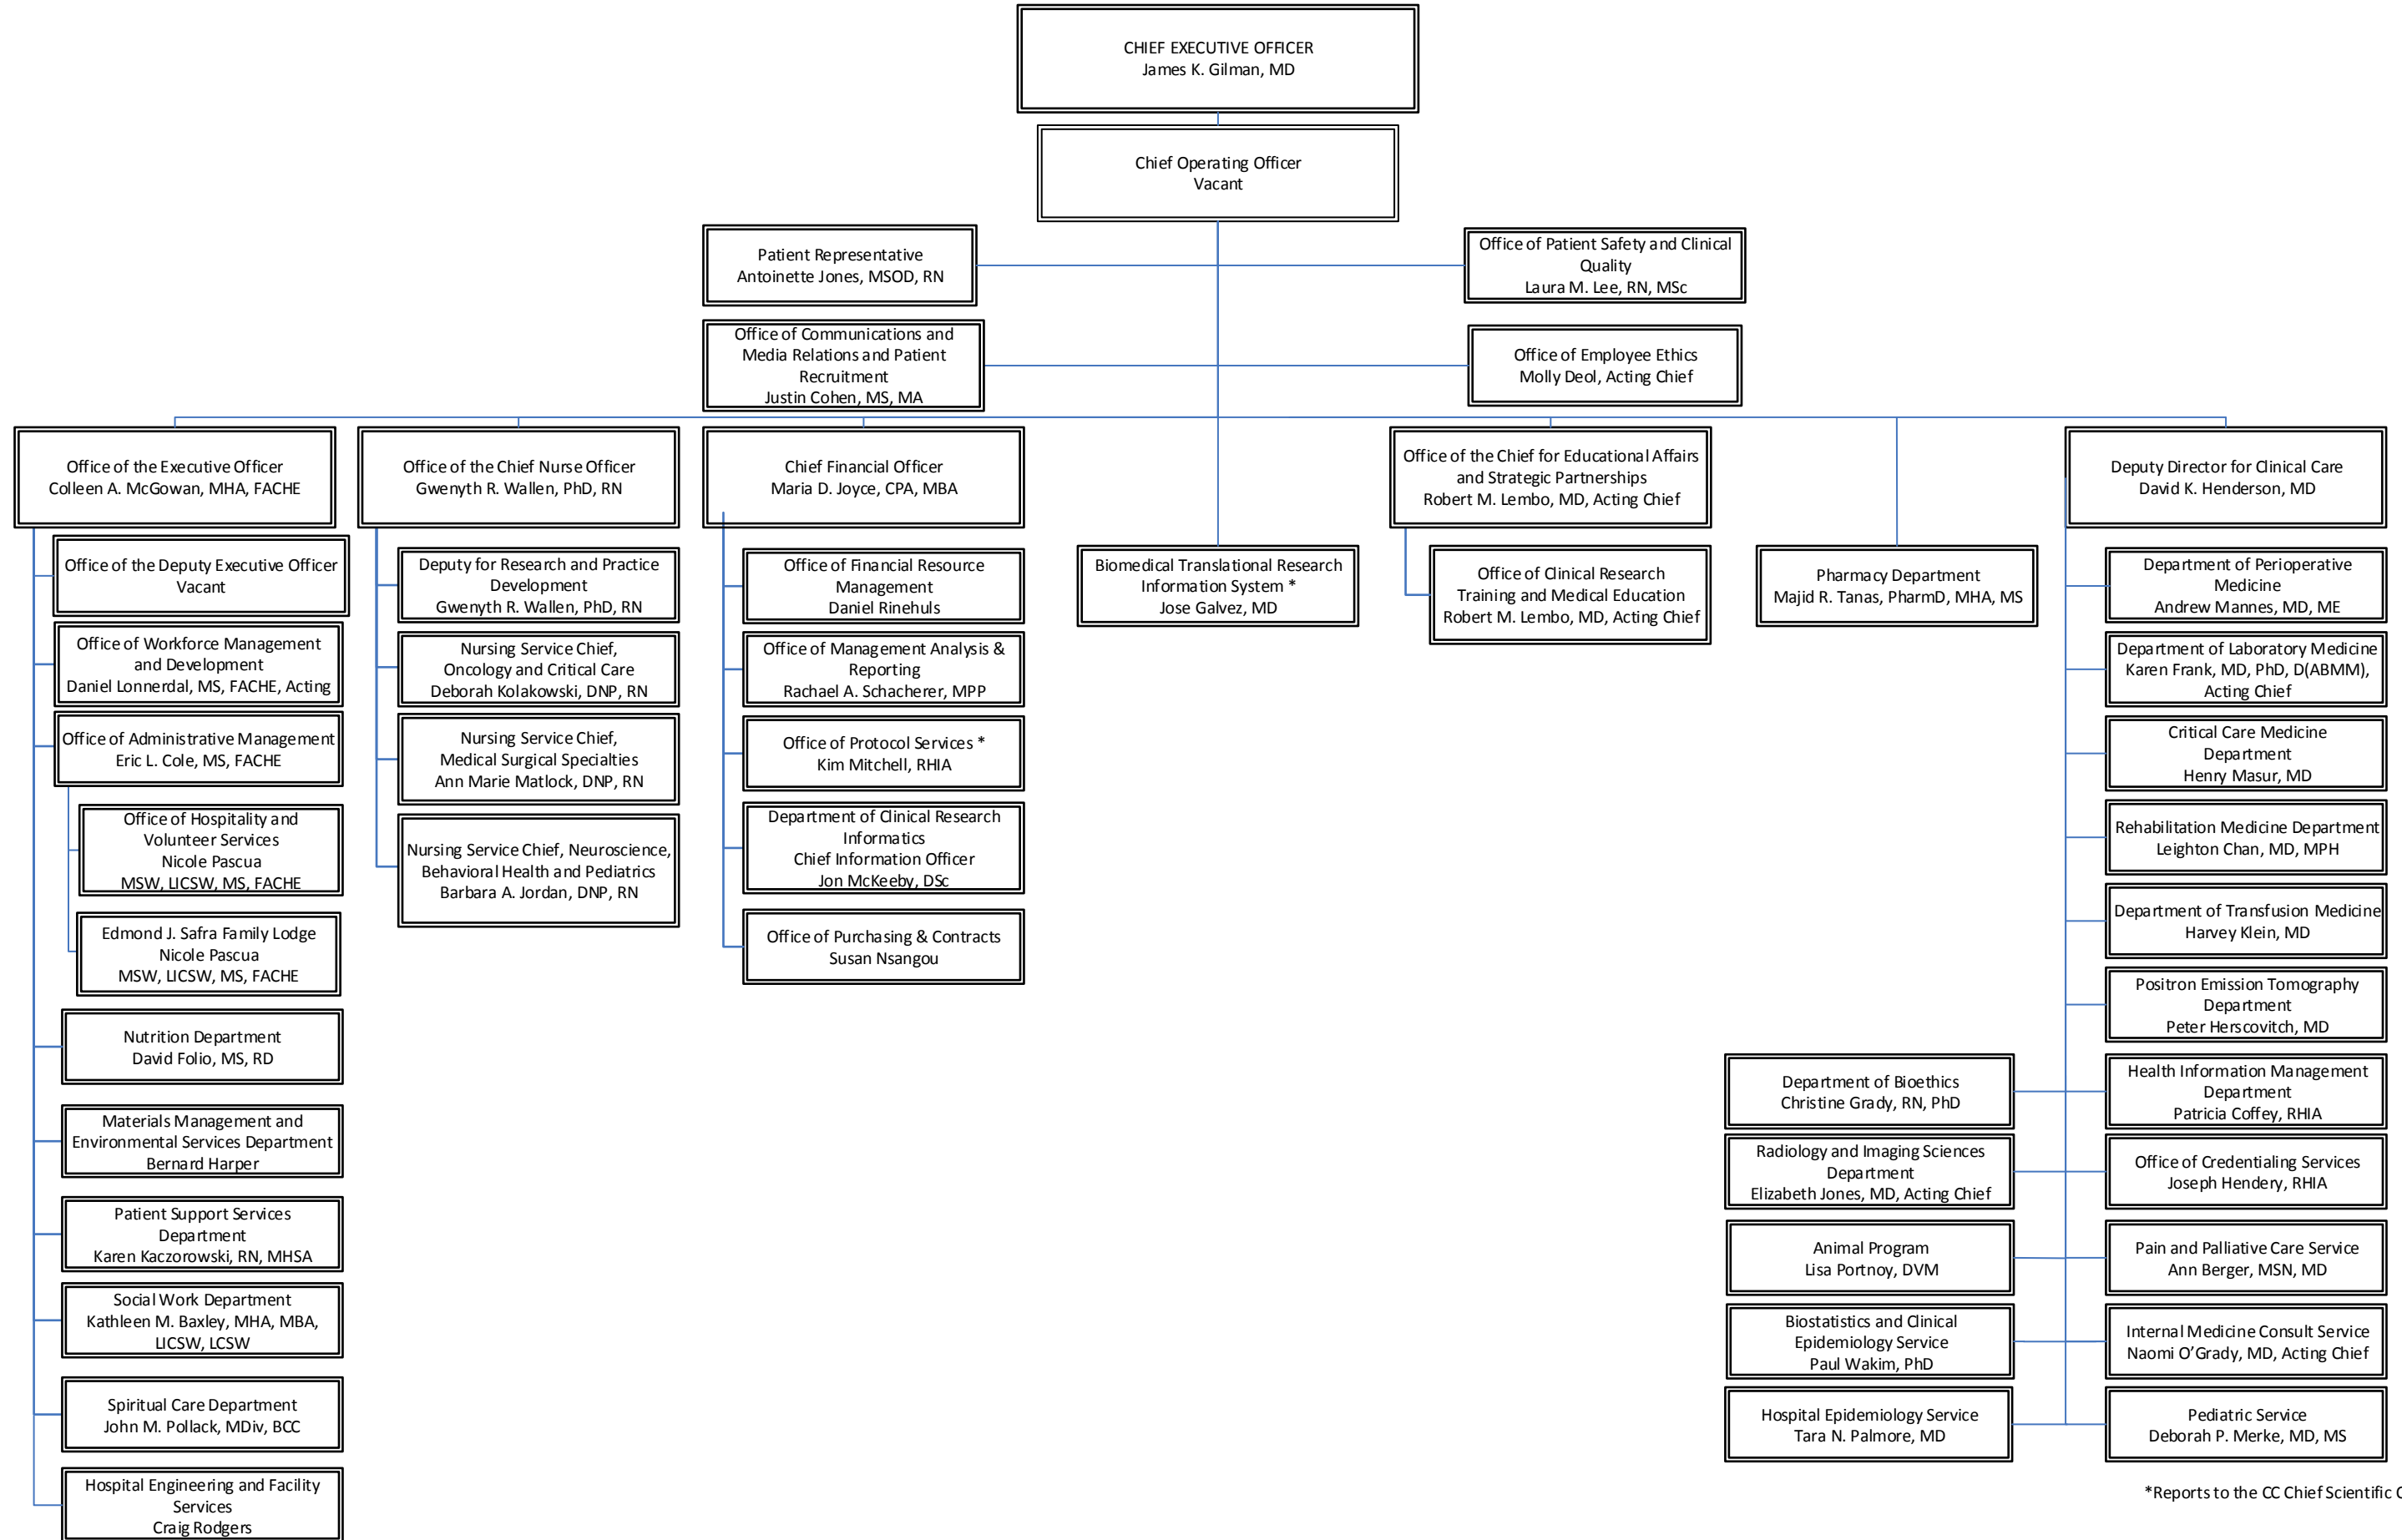 CHIEF EXECUTIVE OFFICER
James K. Gilman, MD
Chief Operating Officer
Vacant
Patient Representative
Antoinette Jones, MSOD, RN
Office of Patient Safety and Clinical
Quality
Laura M. Lee, RN, MSc
Office of Communications and
Media Relations and Patient
Recruitment
Justin Cohen, MS, MA
Office of Employee Ethics
Molly Deol, Acting Chief
Office of the Executive Officer
Colleen A. McGowan, MHA, FACHE
Office of the Deputy Executive Officer
Vacant
Office of Workforce Management
and Development
Daniel Lonnerdal, MS, FACHE, Acting
Office of Administrative Management
Eric L. Cole, MS, FACHE
Office of Hospitality and
Volunteer Services
Nicole Pascua
MSW, LICSW, MS, FACHE
Edmond J. Safra Family Lodge
Nicole Pascua
MSW, LICSW, MS, FACHE
Nutrition Department
David Folio, MS, RD
Materials Management and
Environmental Services Department
Bernard Harper
Patient Support Services
Department
Karen Kaczorowski, RN, MHSA
Social Work Department
Kathleen M. Baxley, MHA, MBA,
LICSW, LCSW
Spiritual Care Department
John M. Pollack, MDiv, BCC
Hospital Engineering and Facility
Services
Craig Rodgers
Office of the Chief Nurse Officer
Gwenyth R. Wallen, PhD, RN
Deputy for Research and Practice
Development
Gwenyth R. Wallen, PhD, RN
Nursing Service Chief,
Oncology and Critical Care
Deborah Kolakowski, DNP, RN
Nursing Service Chief,
Medical Surgical Specialties
Ann Marie Matlock, DNP, RN
Nursing Service Chief, Neuroscience,
Behavioral Health and Pediatrics
Barbara A. Jordan, DNP, RN
Chief Financial Officer
Maria D. Joyce, CPA, MBA
Office of Financial Resource
Management
Daniel Rinehuls
Office of Management Analysis &
Reporting
Rachael A. Schacherer, MPP
Office of Protocol Services *
Kim Mitchell, RHIA
Department of Clinical Research
Informatics
Chief Information Officer
Jon McKeeby, DSc
Office of Purchasing & Contracts
Susan Nsangou
Biomedical Translational Research
Information System *
Jose Galvez, MD
Office of the Chief for Educational Affairs
and Strategic Partnerships
Robert M. Lembo, MD, Acting Chief
Office of Clinical Research
Training and Medical Education
Robert M. Lembo, MD, Acting Chief
Pharmacy Department
Majid R. Tanas, PharmD, MHA, MS
Deputy Director for Clinical Care
David K. Henderson, MD
Department of Perioperative
Medicine
Andrew Mannes, MD, ME
Department of Laboratory Medicine
Karen Frank, MD, PhD, D(ABMM),
Acting Chief
Critical Care Medicine
Department
Henry Masur, MD
Rehabilitation Medicine Department
Leighton Chan, MD, MPH
Department of Transfusion Medicine
Harvey Klein, MD
Positron Emission Tomography
Department
Peter Herscovitch, MD
Department of Bioethics
Christine Grady, RN, PhD
Health Information Management
Department
Patricia Coffey, RHIA
Radiology and Imaging Sciences
Department
Elizabeth Jones, MD, Acting Chief
Office of Credentialing Services
Joseph Hendery, RHIA
Animal Program
Lisa Portnoy, DVM
Pain and Palliative Care Service
Ann Berger, MSN, MD
Biostatistics and Clinical
Epidemiology Service
Paul Wakim, PhD
Internal Medicine Consult Service
Naomi O'Grady, MD, Acting Chief
Hospital Epidemiology Service
Tara N. Palmore, MD
Pediatric Service
Deborah P. Merke, MD, MS
*Reports to the CC Chief Scientific